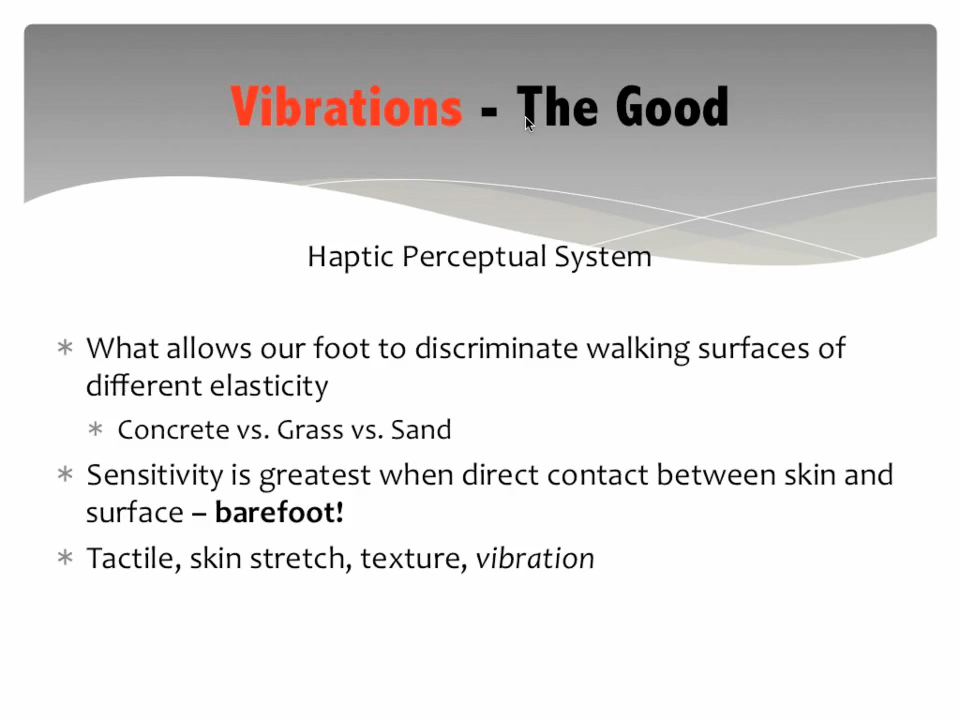 Vibrations - The Good
Haptic Perceptual System
* What allows our foot to discriminate walking surfaces of
different elasticity
* Concrete vs. Grass vs. Sand
* Sensitivity is greatest when direct contact between skin and
surface – barefoot!
* Tactile, skin stretch, texture, vibration